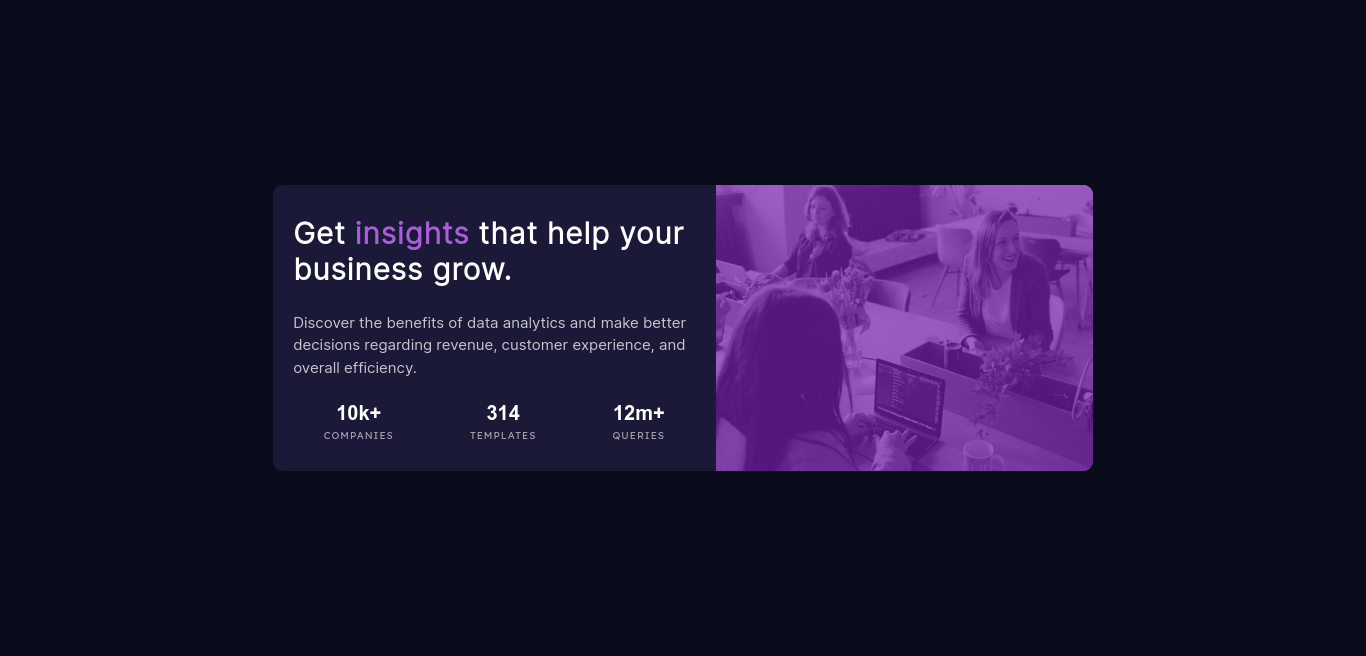 Get insights that help your
business grow.
Discover the benefits of data analytics and make better
decisions regarding revenue, customer experience, and
overall efficiency.
10k+ 314 12m+
COMPANIES TEMPLATES QUERIES